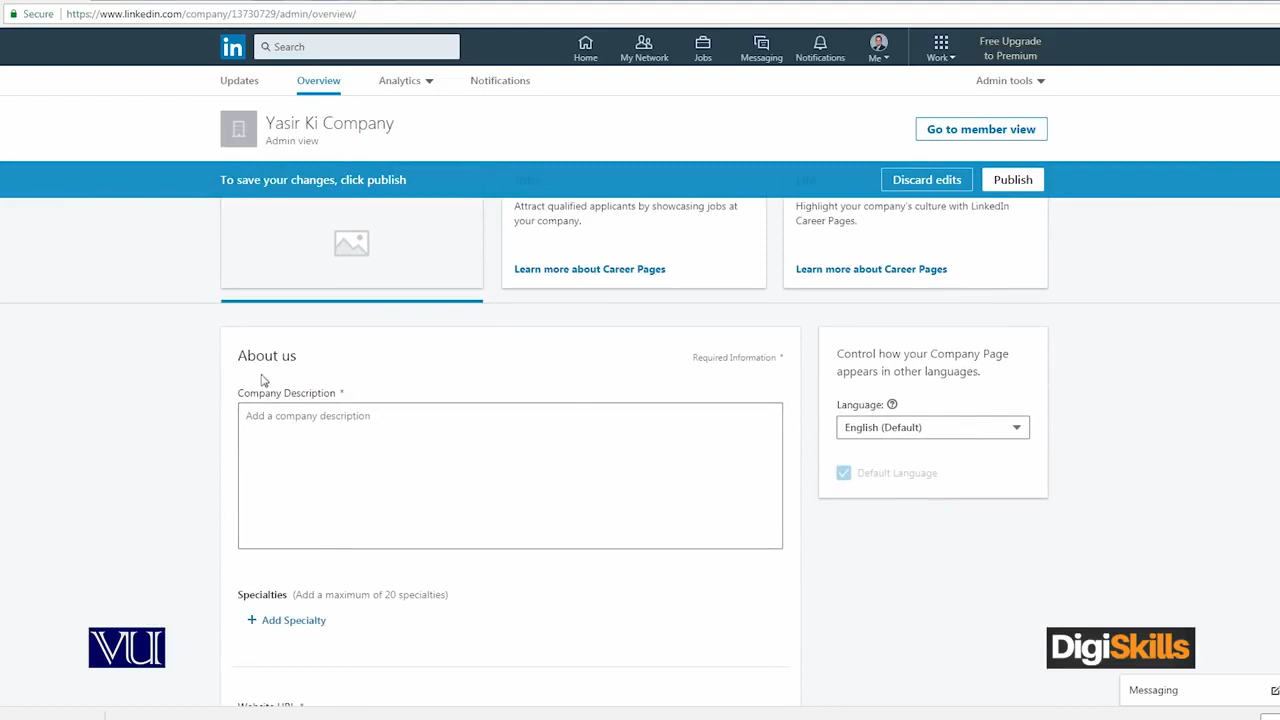 Secure https://www.linkedin.com/company/13730729/admin/overview/
in Search
Home My Network Jobs Messaging Notifications Me Work
Free Upgrade
to Premium
Updates Overview Analytics Notifications Admin tools
Yasir Ki Company
Admin view
Go to member view
To save your changes, click publish Discard edits Publish
Attract qualified applicants by showcasing jobs at
your company.
Learn more about Career Pages
Highlight your company's culture with LinkedIn
Career Pages.
Learn more about Career Pages
About us
Required Information *
Company Description *
Add a company description
Specialties (Add a maximum of 20 specialties)
+ Add Specialty
Website URL *
Control how your Company Page
appears in other languages.
Language:
English (Default)
Default Language
VU
DigiSkills
Messaging